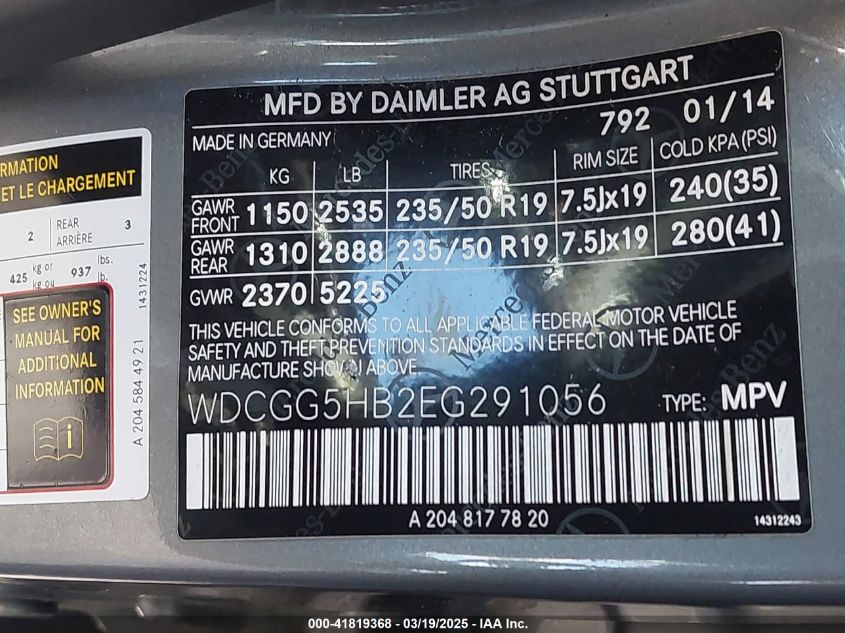 RMATION
ET LE CHARGEMENT
2 REAR ARRIÈRE 3
425 kg or kg ou 937 lbs. lb.
1431224
SEE OWNER'S
MANUAL FOR
ADDITIONAL
INFORMATION
A 204 584 49 21
MFD BY DAIMLER AG STUTTGART
792 01/14
MADE IN GERMANY
KG LB TIRES RIM SIZE COLD KPA (PSI)
GAWR FRONT 1150 2535 235/50 R19 7.5Jx19 240(35)
GAWR REAR 1310 2888 235/50 R19 7.5Jx19 280(41)
GVWR 2370 5225
THIS VEHICLE CONFORMS TO ALL APPLICABLE FEDERAL MOTOR VEHICLE
SAFETY AND THEFT PREVENTION STANDARDS IN EFFECT ON THE DATE OF
MANUFACTURE SHOWN ABOVE.
WDCGG5HB2EG291056 TYPE: MPV
A 204 817 78 20
14312243
000-41819368 - 03/19/2025 - IAA Inc.